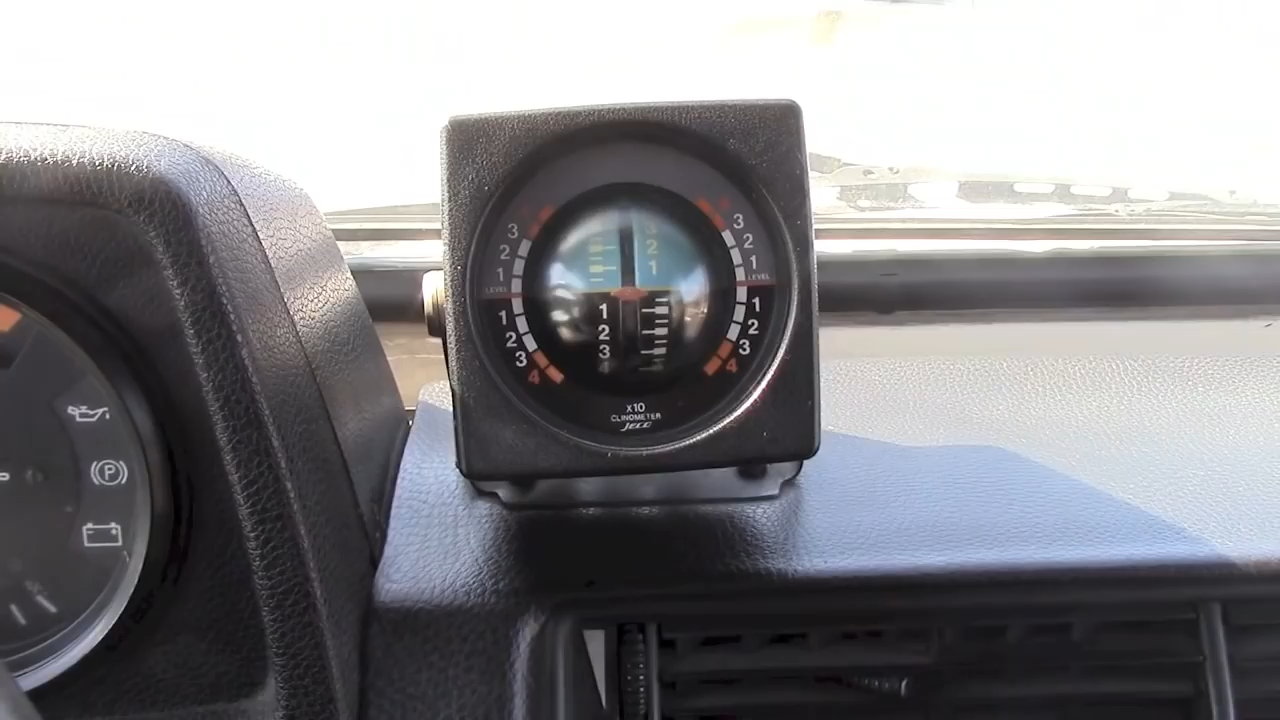 3 3
2 2 2
1 1 1
LEVEL LEVEL
1 1 1
2 2 2
3 3 3
4 4
x10
CLINOMETER
JECO
P